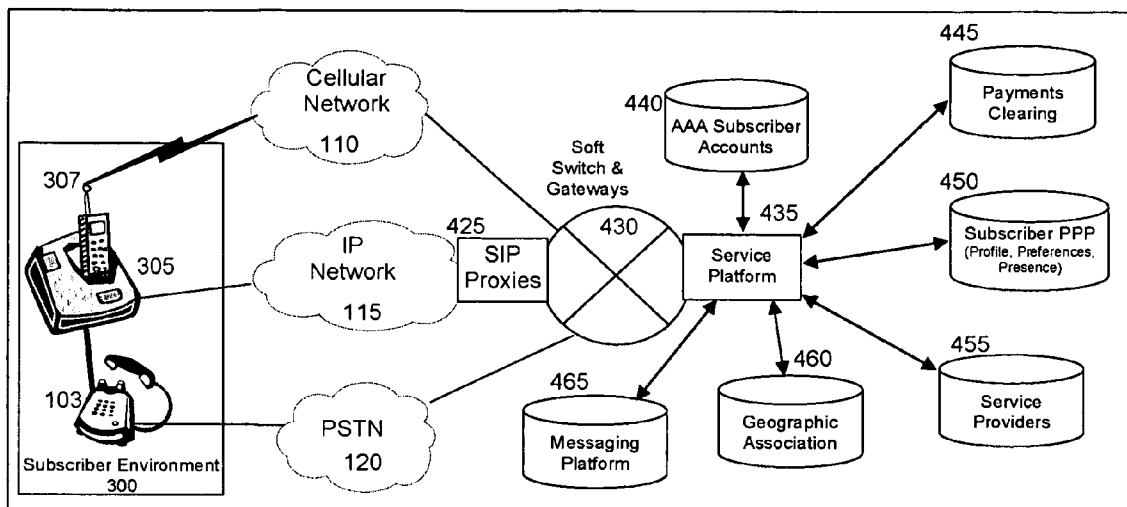 445
Payments
Clearing
Cellular
Network
110
440
AAA Subscriber
Accounts
Soft
Switch &
Gateways
307
450
Subscriber PPP
(Profile, Preferences,
Presence)
425
430
435
SIP
Proxies
Service
Platform
305
IP
Network
115
455
Service
Providers
460
Geographic
Association
465
Messaging
Platform
103
PSTN
120
Subscriber Environment
300